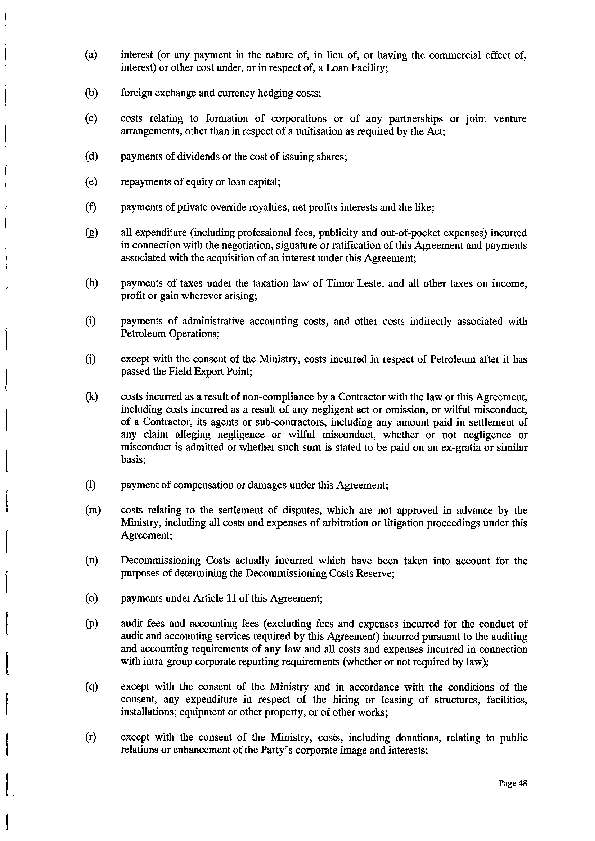 (a) interest (or any payment in the nature of, in lieu of, or having the commercial effect of,
interest) or other cost under, or in respect of, a Loan Facility;
(b) foreign exchange and currency hedging costs;
(c) costs relating to formation of corporations or of any partnerships or joint venture
arrangements, other than in respect of a unitisation as required by the Act;
(d) payments of dividends or the cost of issuing shares;
(e) repayments of equity or loan capital;
(f) payments of private override royalties, net profits interests and the like;
(g) all expenditure (including professional fees, publicity and out-of-pocket expenses) incurred
in connection with the negotiation, signature or ratification of this Agreement and payments
associated with the acquisition of an interest under this Agreement;
(h) payments of taxes under the taxation law of Timor Leste, and all other taxes on income,
profit or gain wherever arising;
(i) payments of administrative accounting costs, and other costs indirectly associated with
Petroleum Operations;
(j) except with the consent of the Ministry, costs incurred in respect of Petroleum after it has
passed the Field Export Point;
(k) costs incurred as a result of non-compliance by a Contractor with the law or this Agreement,
including costs incurred as a result of any negligent act or omission, or wilful misconduct,
of a Contractor, its agents or sub-contractors, including any amount paid in settlement of
any claim alleging negligence or wilful misconduct, whether or not negligence or
misconduct is admitted or whether such sum is stated to be paid on an ex-gratia or similar
basis;
(l) payment of compensation or damages under this Agreement;
(m) costs relating to the settlement of disputes, which are not approved in advance by the
Ministry, including all costs and expenses of arbitration or litigation proceedings under this
Agreement;
(n) Decommissioning Costs actually incurred which have been taken into account for the
purposes of determining the Decommissioning Costs Reserve;
(o) payments under Article 11 of this Agreement;
(p) audit fees and accounting fees (excluding fees and expenses incurred for the conduct of
audit and accounting services required by this Agreement) incurred pursuant to the auditing
and accounting requirements of any law and all costs and expenses incurred in connection
with intra group corporate reporting requirements (whether or not required by law);
(q) except with the consent of the Ministry and in accordance with the conditions of the
consent, any expenditure in respect of the hiring or leasing of structures, facilities,
installations; equipment or other property, or of other works;
(r) except with the consent of the Ministry, costs, including donations, relating to public
relations or enhancement of the Party's corporate image and interests;
Page 48